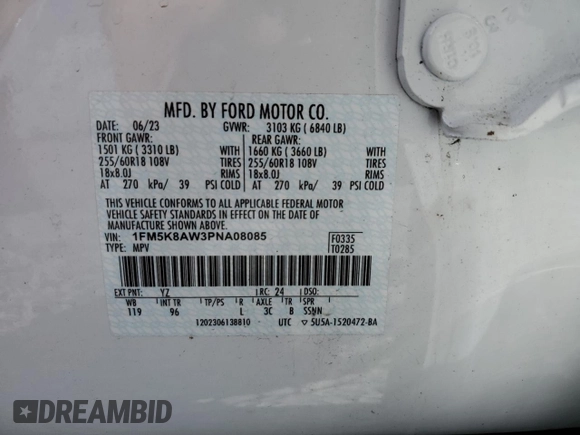 MFD. BY FORD MOTOR CO.
DATE: 06/23 GVWR: 3103 KG ( 6840 LB)
FRONT GAWR: REAR GAWR:
1501 KG ( 3310 LB) WITH 1660 KG ( 3660 LB) WITH
255/60R18 108V TIRES 255/60R18 108V TIRES
18x8.0J RIMS 18x8.0J RIMS
AT 270 kPa/ 39 PSI COLD AT 270 kPa/ 39 PSI COLD
THIS VEHICLE CONFORMS TO ALL APPLICABLE FEDERAL MOTOR
VEHICLE SAFETY STANDARDS IN EFFECT ON THE DATE OF
MANUFACTURE SHOWN ABOVE.
VIN: 1FM5K8AW3PNA08085 F0335
TYPE: MPV T0285
EXT PNT: YZ RC: 24 DSO:
WB INT TR TP/PS R AXLE TR SPR
119 96 L 3C B SSNN
1202306138810 UTC ▽ 5U5A-1520472-BA
DREAMBID